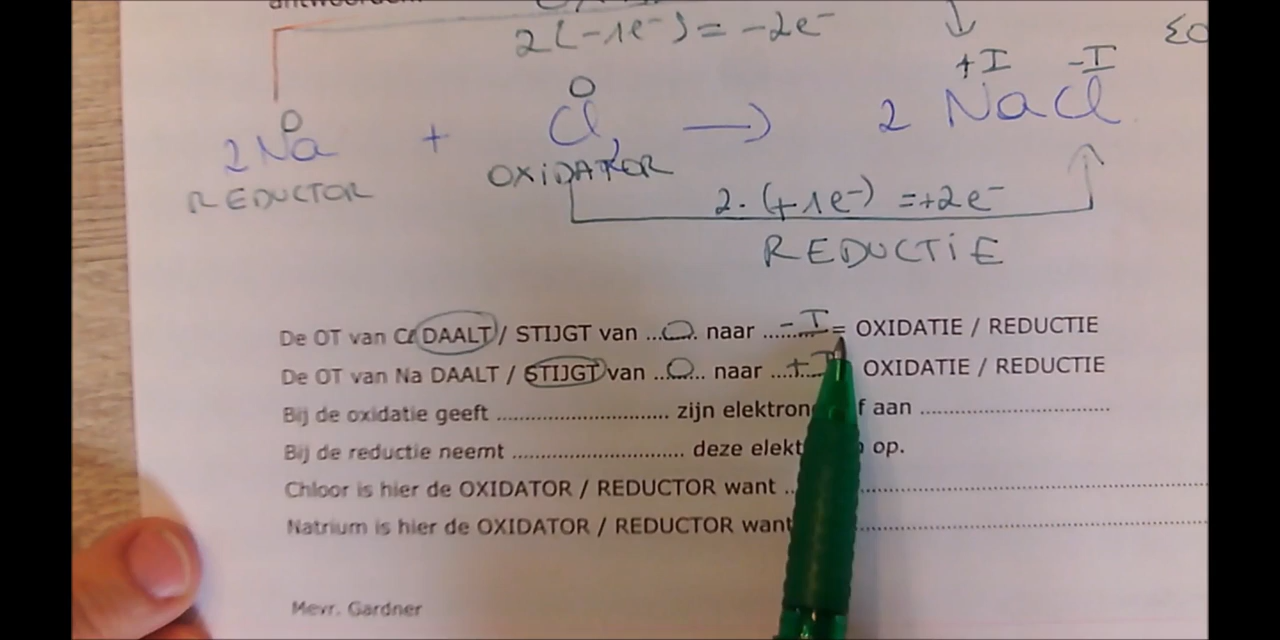 2(-1e⁻) = -2e⁻
+I -I
0 0
2Na + Cl₂ → 2 NaCl
REDUCTOR OXIDATOR
2·(+1e⁻) = +2e⁻
REDUCTIE
De OT van Cl DAALT / STIJGT van ...0... naar ...-I... = OXIDATIE / REDUCTIE
De OT van Na DAALT / STIJGT van ...0... naar ...+I... OXIDATIE / REDUCTIE
Bij de oxidatie geeft .............................. zijn elektron f aan ..............................
Bij de reductie neemt .............................. deze elekt op.
Chloor is hier de OXIDATOR / REDUCTOR want ..............................
Natrium is hier de OXIDATOR / REDUCTOR want ..............................
Mevr. Gardner